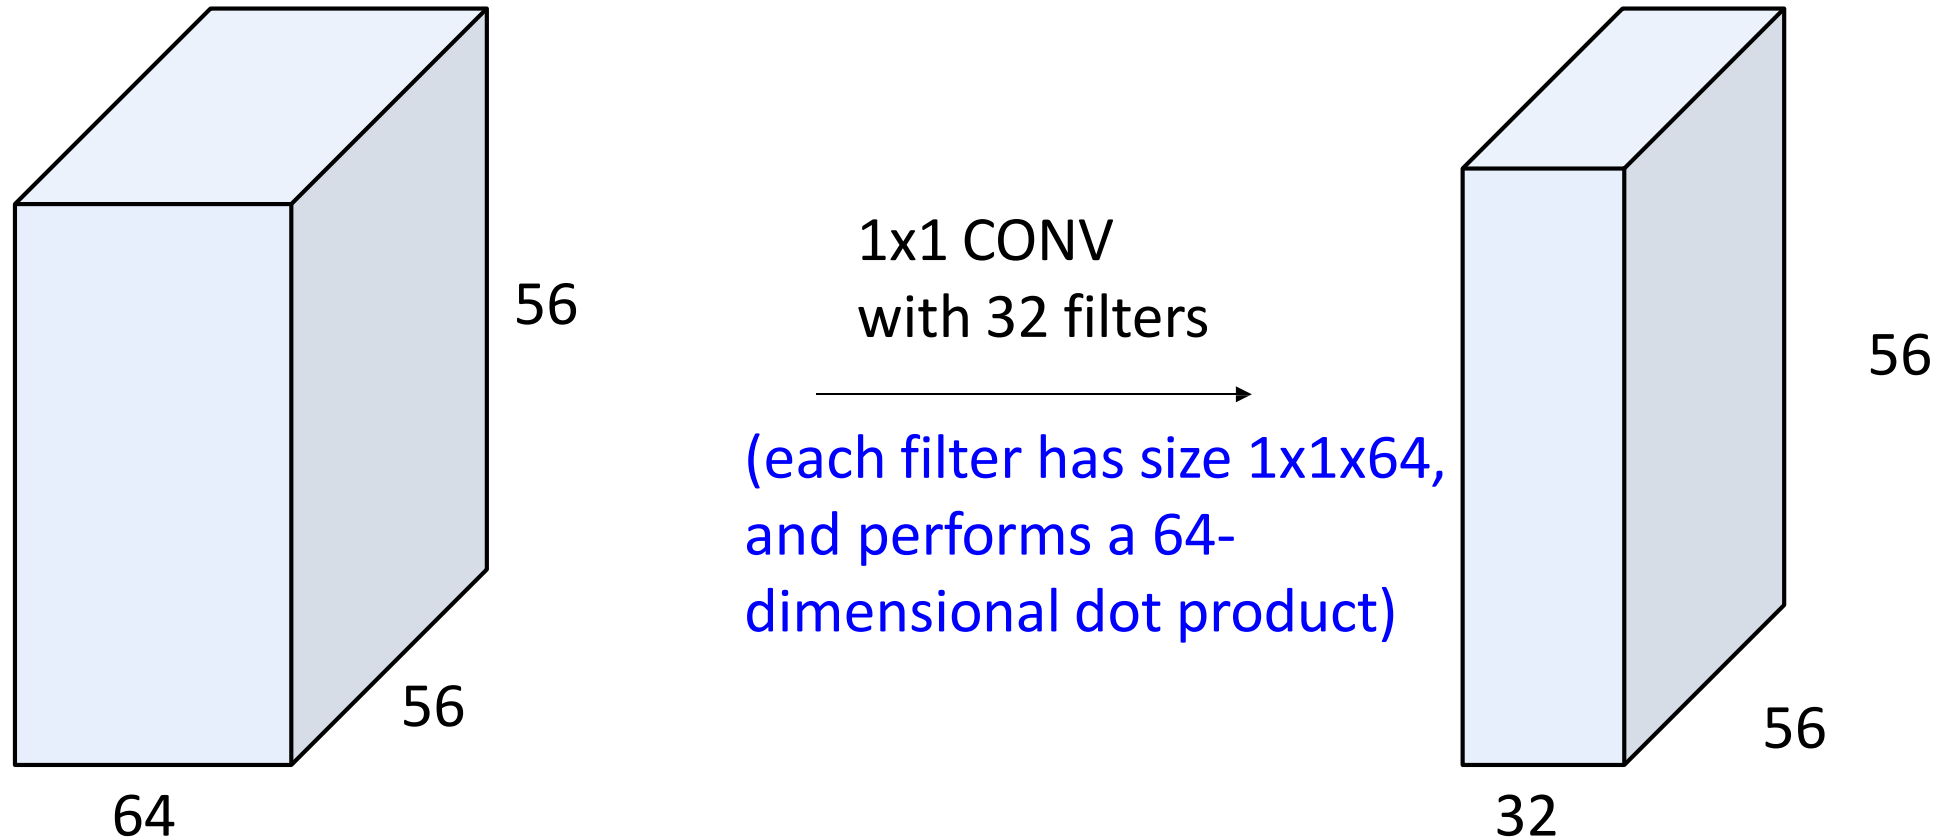 56
56
64
1x1 CONV
with 32 filters
(each filter has size 1x1x64,
and performs a 64-
dimensional dot product)
56
56
32